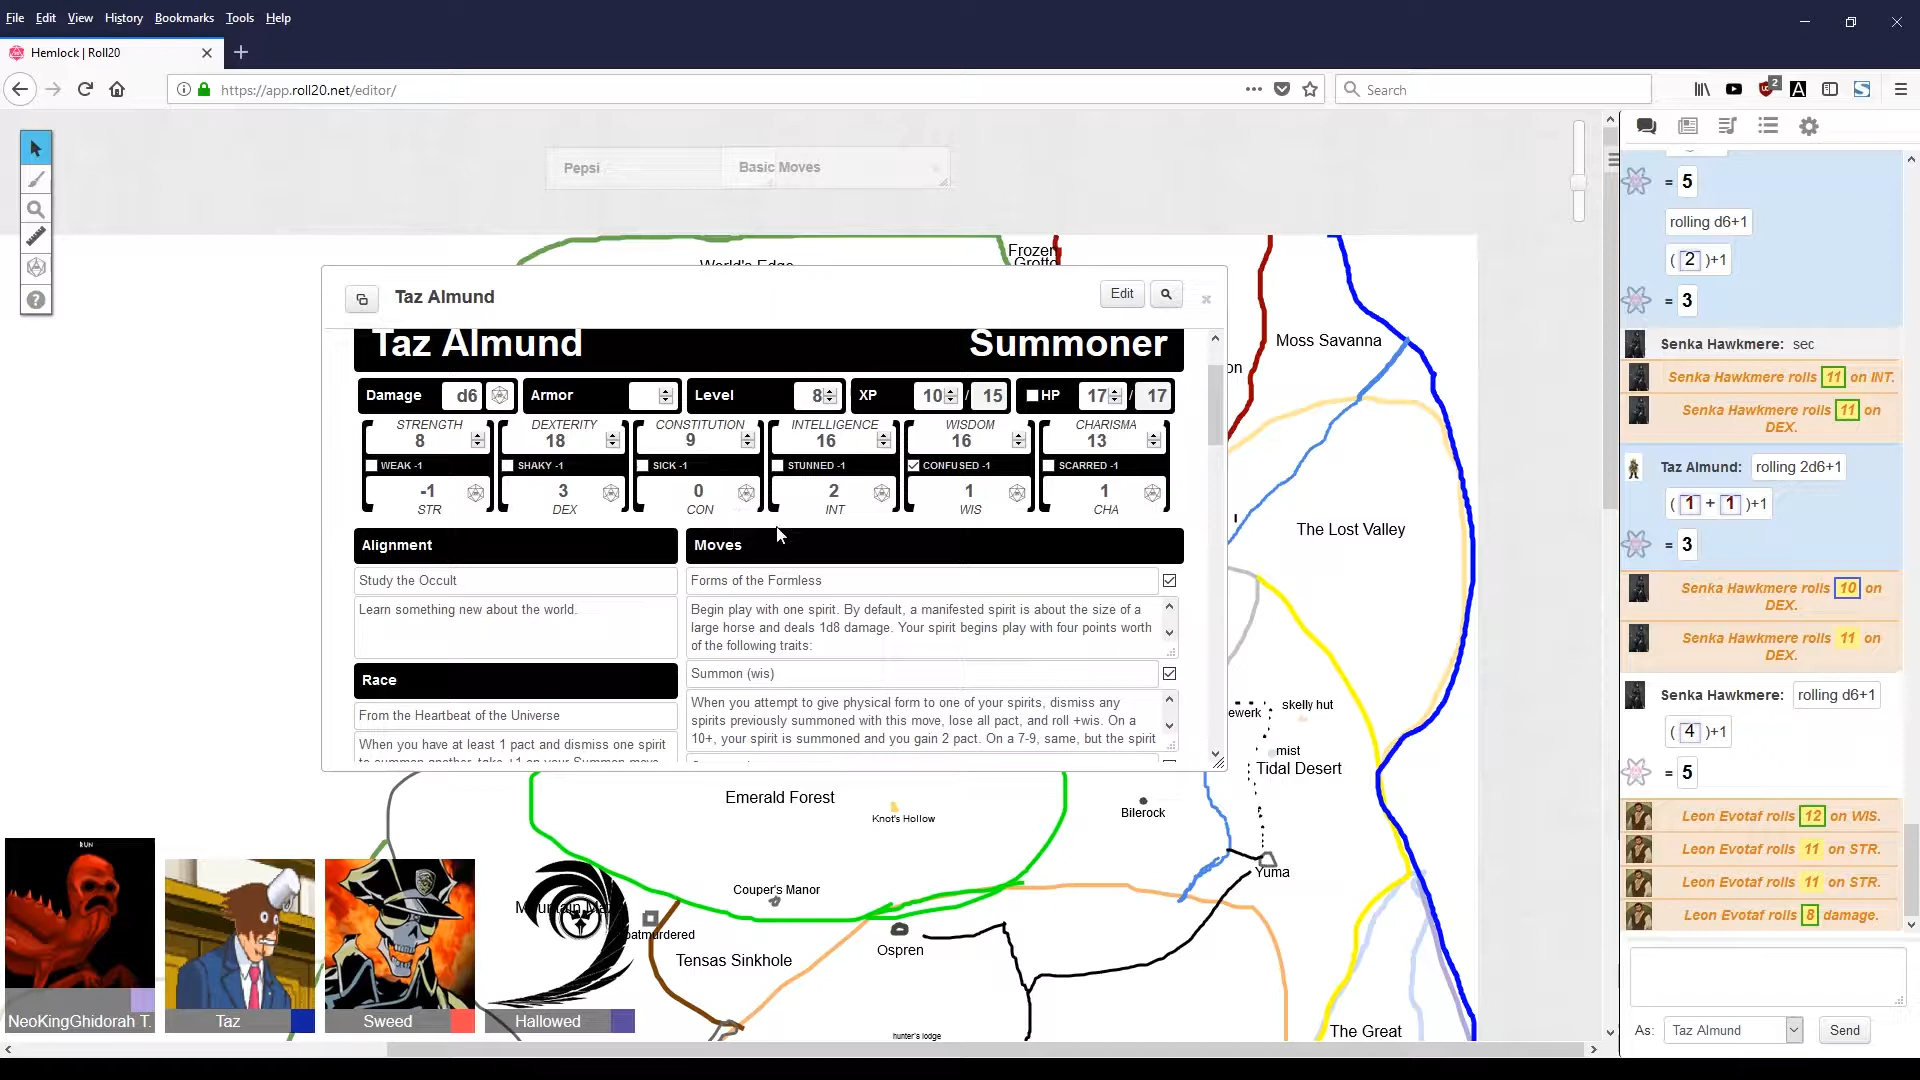 File Edit View History Bookmarks Tools Help
Hemlock | Roll20
https://app.roll20.net/editor/
Search
2
Pepsi
Basic Moves
World's Edge
Frozen
Grotto
Taz Almund
Edit
Taz Almund
Summoner
Damage d6
Armor
Level 8
XP 10 / 15
HP 17 / 17
STRENGTH
8
WEAK -1
-1
STR
DEXTERITY
18
SHAKY -1
3
DEX
CONSTITUTION
9
SICK -1
0
CON
INTELLIGENCE
16
STUNNED -1
2
INT
WISDOM
16
CONFUSED -1
1
WIS
CHARISMA
13
SCARRED -1
1
CHA
Alignment
Study the Occult
Learn something new about the world.
Race
From the Heartbeat of the Universe
When you have at least 1 pact and dismiss one spirit
Moves
Forms of the Formless
Begin play with one spirit. By default, a manifested spirit is about the size of a
large horse and deals 1d8 damage. Your spirit begins play with four points worth
of the following traits:
Summon (wis)
When you attempt to give physical form to one of your spirits, dismiss any
spirits previously summoned with this move, lose all pact, and roll +wis. On a
10+, your spirit is summoned and you gain 2 pact. On a 7-9, same, but the spirit
on
Moss Savanna
The Lost Valley
ewerk
skelly hut
mist
Tidal Desert
Emerald Forest
Knot's Hollow
Bilerock
Yuma
Couper's Manor
Ospren
Tensas Sinkhole
hunter's lodge
The Great
RUN
NeoKingGhidorah T.
Taz
Sweed
Hallowed
= 5
rolling d6+1
( 2 )+1
= 3
Senka Hawkmere: sec
Senka Hawkmere rolls 11 on INT.
Senka Hawkmere rolls 11 on
DEX.
Taz Almund: rolling 2d6+1
( 1 + 1 )+1
= 3
Senka Hawkmere rolls 10 on
DEX.
Senka Hawkmere rolls 11 on
DEX.
Senka Hawkmere: rolling d6+1
( 4 )+1
= 5
Leon Evotaf rolls 12 on WIS.
Leon Evotaf rolls 11 on STR.
Leon Evotaf rolls 11 on STR.
Leon Evotaf rolls 8 damage.
As: Taz Almund Send